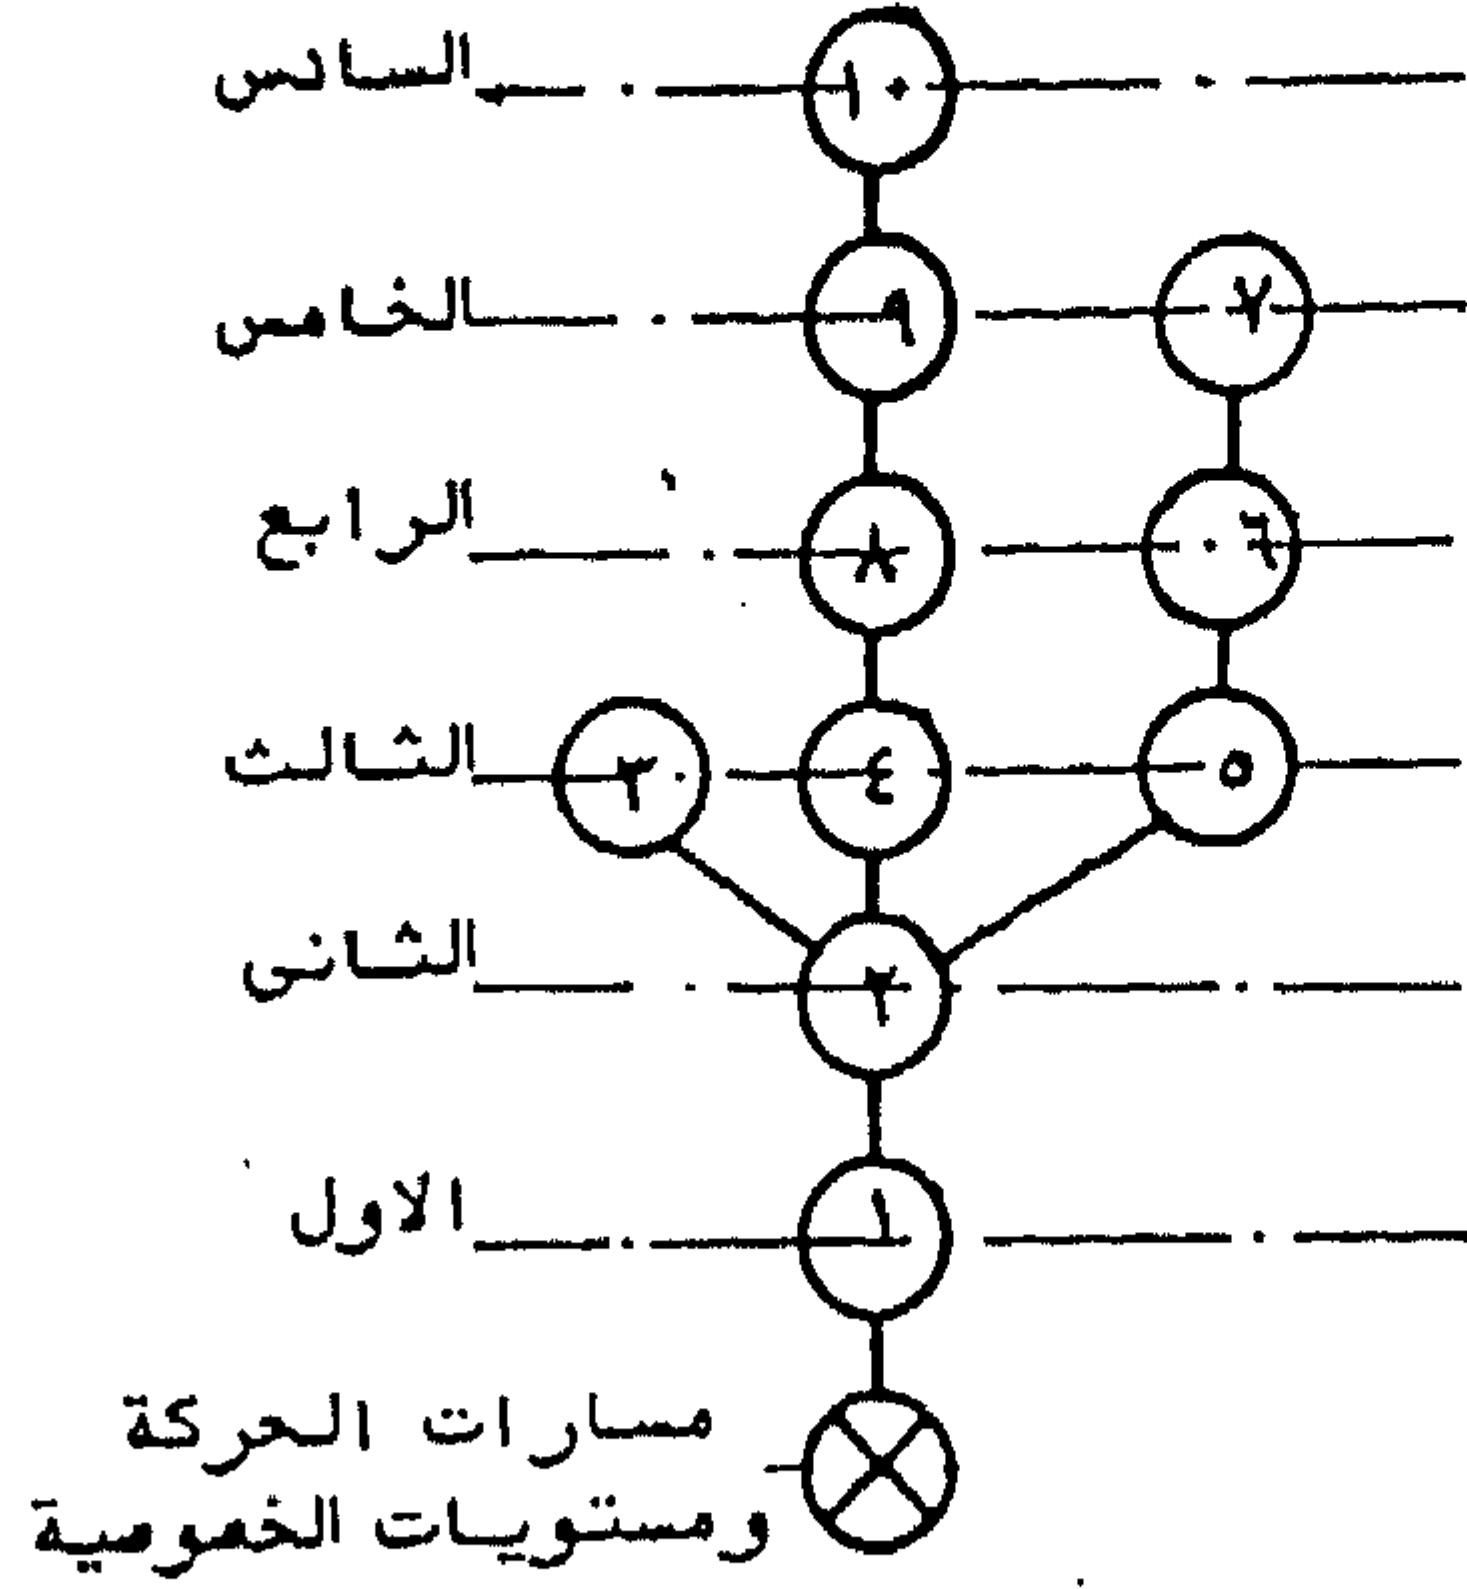 السادس ١٠
الخامس ٩ ٧
الرابع ٨ ٦
الثالث ٣ ٤ ٥
الثانى ٢
الاول ١
مسارات الحركة
ومستويات الخصوصية